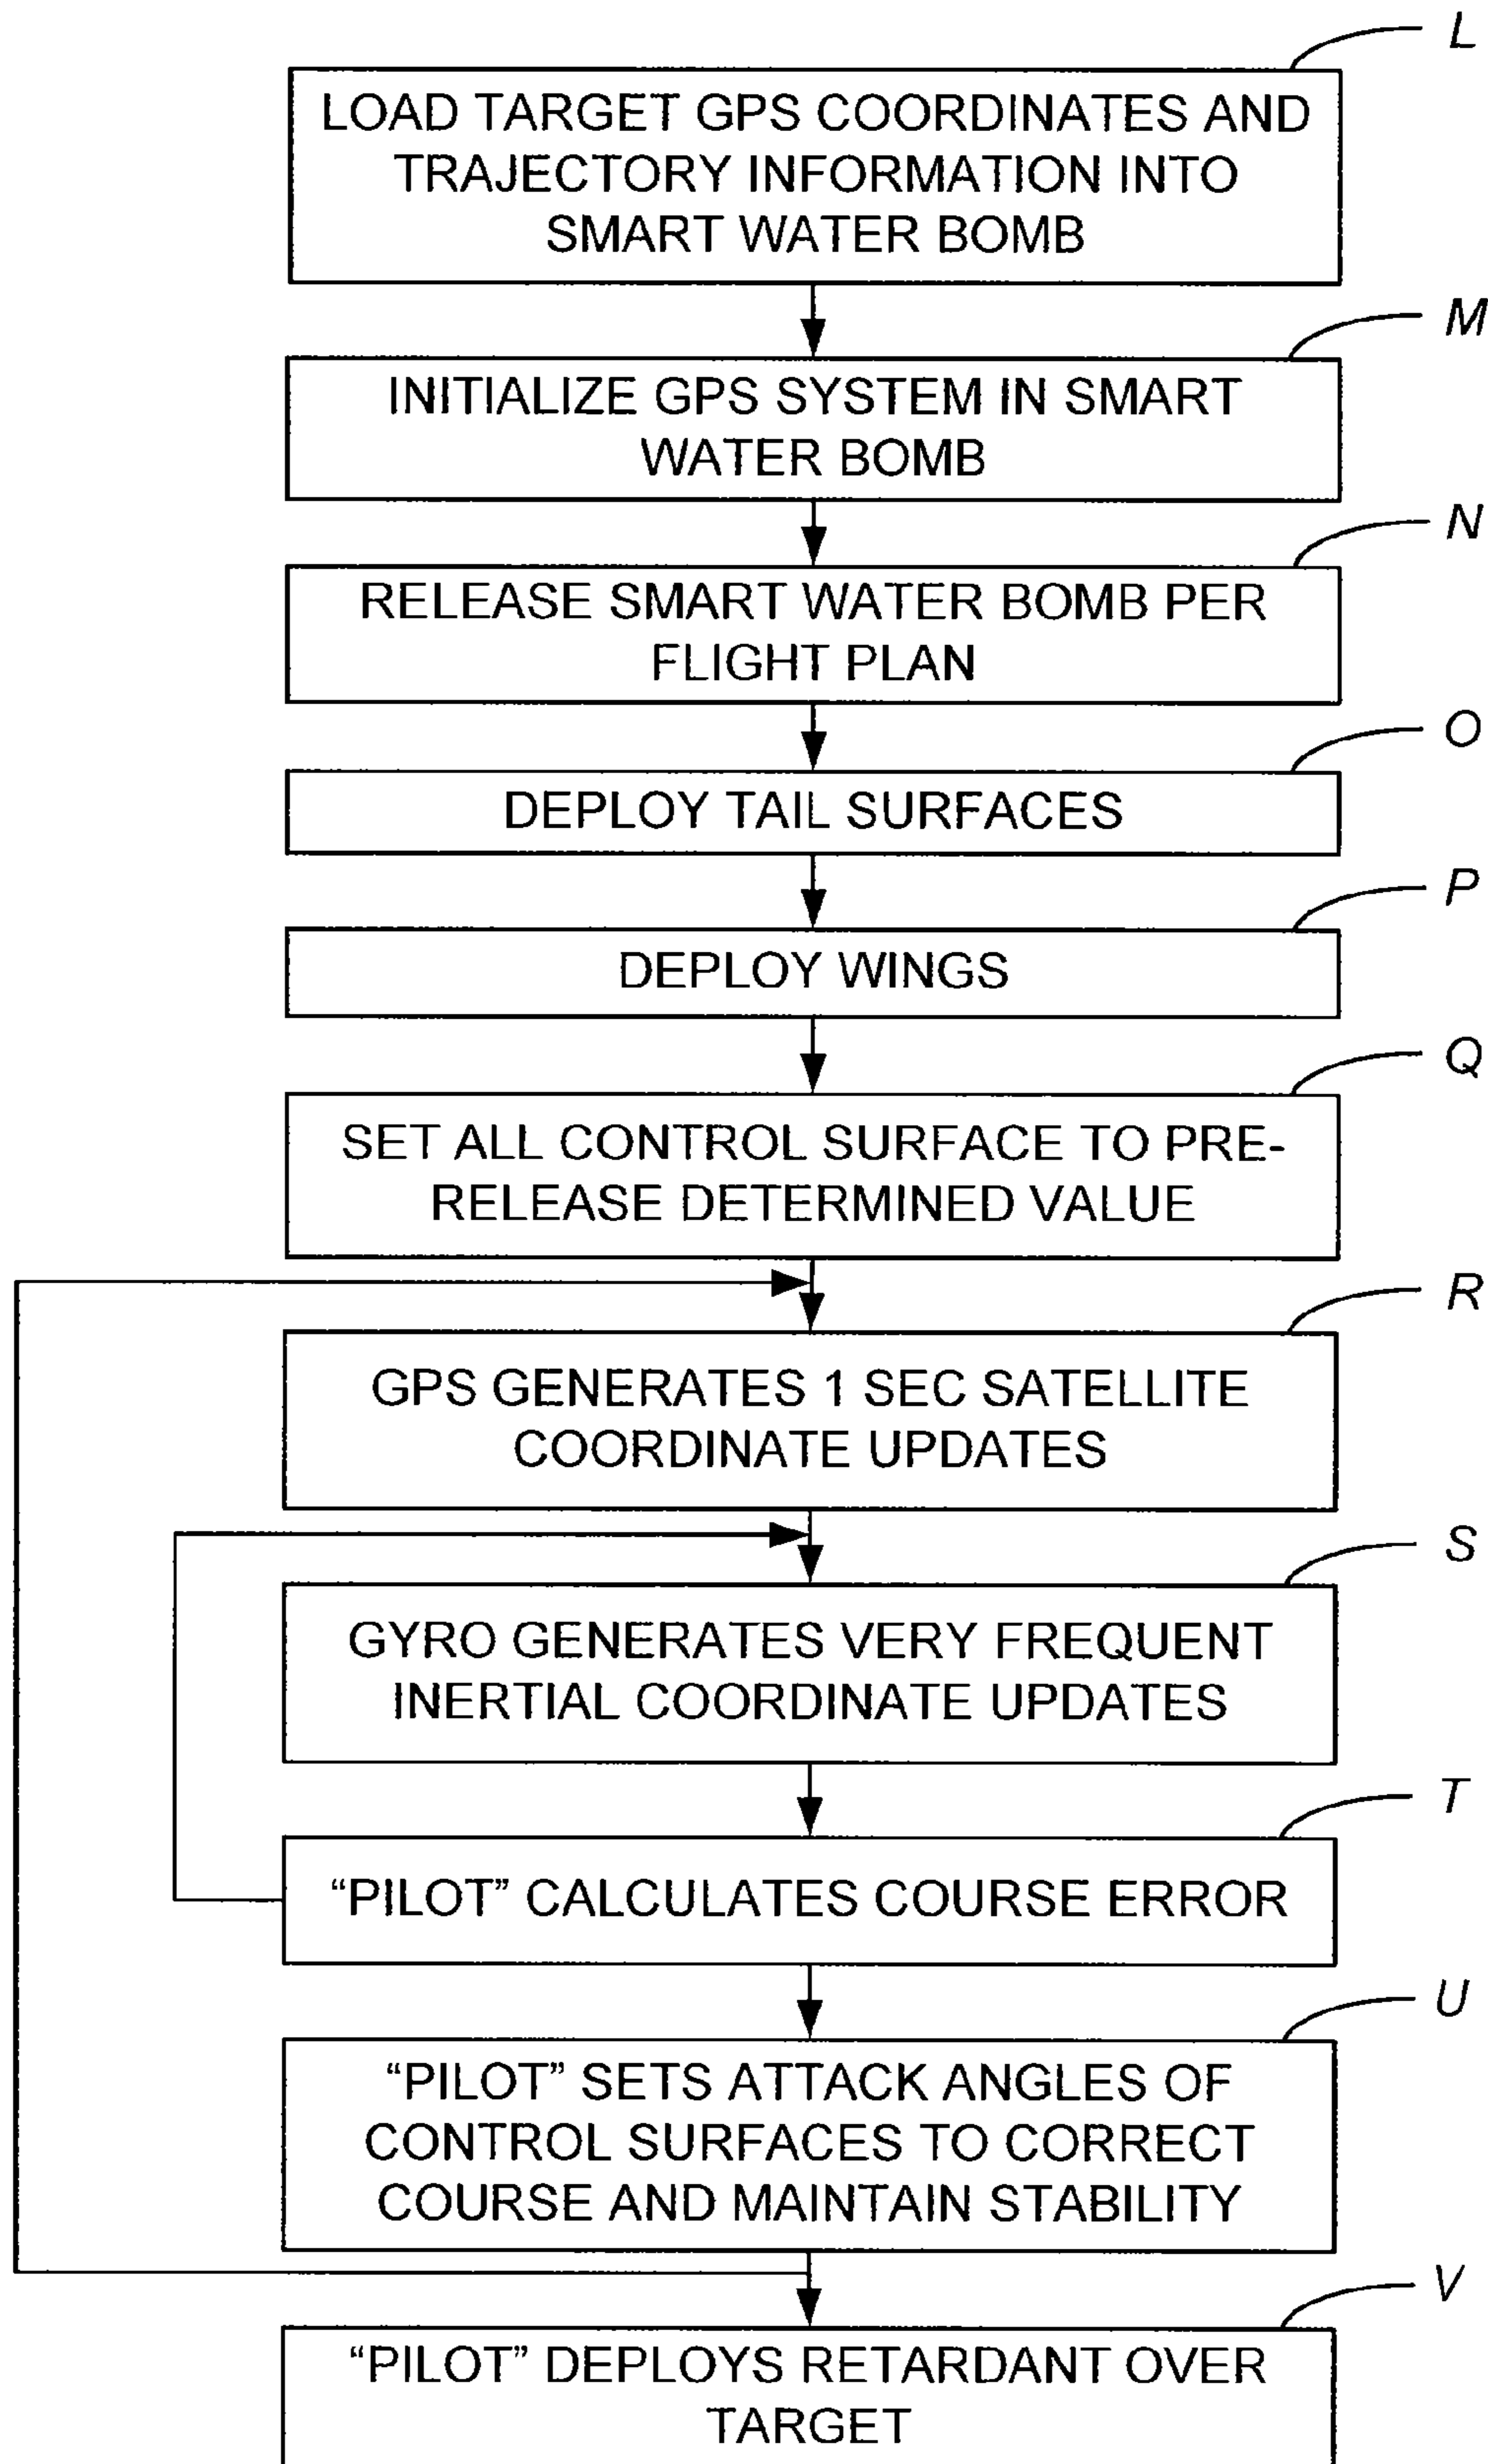 L
LOAD TARGET GPS COORDINATES AND
TRAJECTORY INFORMATION INTO
SMART WATER BOMB
M
INITIALIZE GPS SYSTEM IN SMART
WATER BOMB
N
RELEASE SMART WATER BOMB PER
FLIGHT PLAN
O
DEPLOY TAIL SURFACES
P
DEPLOY WINGS
Q
SET ALL CONTROL SURFACE TO PRE-
RELEASE DETERMINED VALUE
R
GPS GENERATES 1 SEC SATELLITE
COORDINATE UPDATES
S
GYRO GENERATES VERY FREQUENT
INERTIAL COORDINATE UPDATES
T
“PILOT” CALCULATES COURSE ERROR
U
“PILOT” SETS ATTACK ANGLES OF
CONTROL SURFACES TO CORRECT
COURSE AND MAINTAIN STABILITY
V
“PILOT” DEPLOYS RETARDANT OVER
TARGET